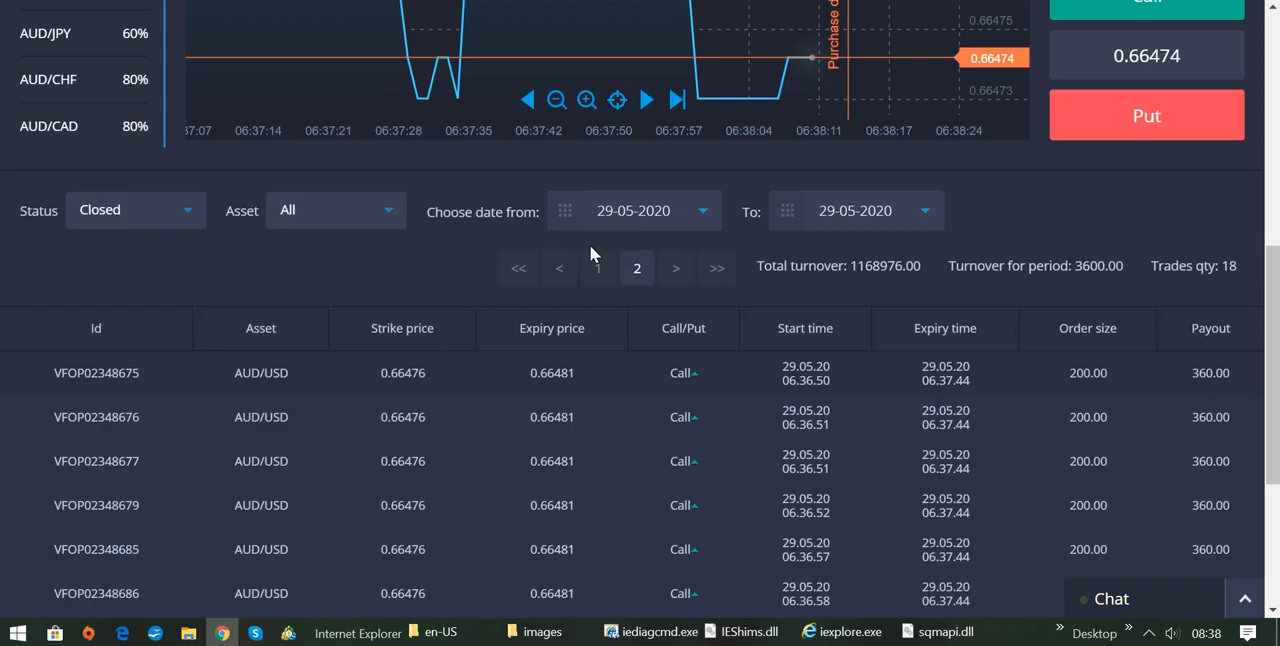 AUD/JPY 60%
AUD/CHF 80%
AUD/CAD 80%
0.66475
0.66474
0.66473
Purchase d
37:07 06:37:14 06:37:21 06:37:28 06:37:35 06:37:42 06:37:50 06:37:57 06:38:04 06:38:11 06:38:17 06:38:24
0.66474
Put
Status Closed Asset All Choose date from: 29-05-2020 To: 29-05-2020
<< < 1 2 > >> Total turnover: 1168976.00 Turnover for period: 3600.00 Trades qty: 18
Id Asset Strike price Expiry price Call/Put Start time Expiry time Order size Payout
VFOP02348675 AUD/USD 0.66476 0.66481 Call 29.05.20 06.36.50 29.05.20 06.37.44 200.00 360.00
VFOP02348676 AUD/USD 0.66476 0.66481 Call 29.05.20 06.36.51 29.05.20 06.37.44 200.00 360.00
VFOP02348677 AUD/USD 0.66476 0.66481 Call 29.05.20 06.36.51 29.05.20 06.37.44 200.00 360.00
VFOP02348679 AUD/USD 0.66476 0.66481 Call 29.05.20 06.36.52 29.05.20 06.37.44 200.00 360.00
VFOP02348685 AUD/USD 0.66476 0.66481 Call 29.05.20 06.36.57 29.05.20 06.37.44 200.00 360.00
VFOP02348686 AUD/USD 0.66476 0.66481 Call 29.05.20 06.36.58 29.05.20 06.37.44
Chat
Internet Explorer en-US images iediagcmd.exe IEShims.dll iexplore.exe sqmapi.dll » Desktop » 08:38